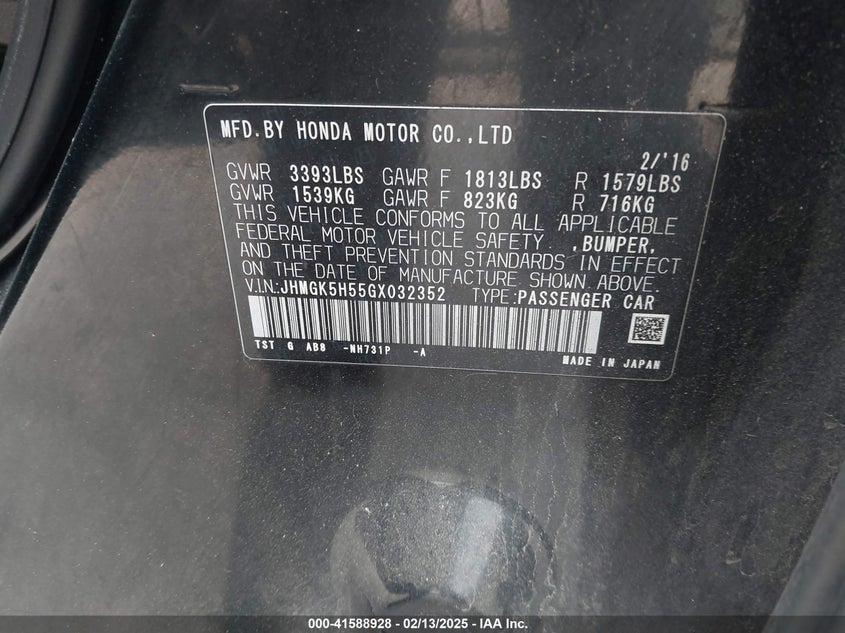 MFD.BY HONDA MOTOR CO.,LTD
2/'16
GVWR 3393LBS GAWR F 1813LBS R 1579LBS
GVWR 1539KG GAWR F 823KG R 716KG
THIS VEHICLE CONFORMS TO ALL APPLICABLE
FEDERAL MOTOR VEHICLE SAFETY ,BUMPER,
AND THEFT PREVENTION STANDARDS IN EFFECT
ON THE DATE OF MANUFACTURE SHOWN ABOVE.
V.I.N.:JHMGK5H55GX032352 TYPE:PASSENGER CAR
TST G AB8 -NH731P -A
MADE IN JAPAN
000-41588928 - 02/13/2025 - IAA Inc.